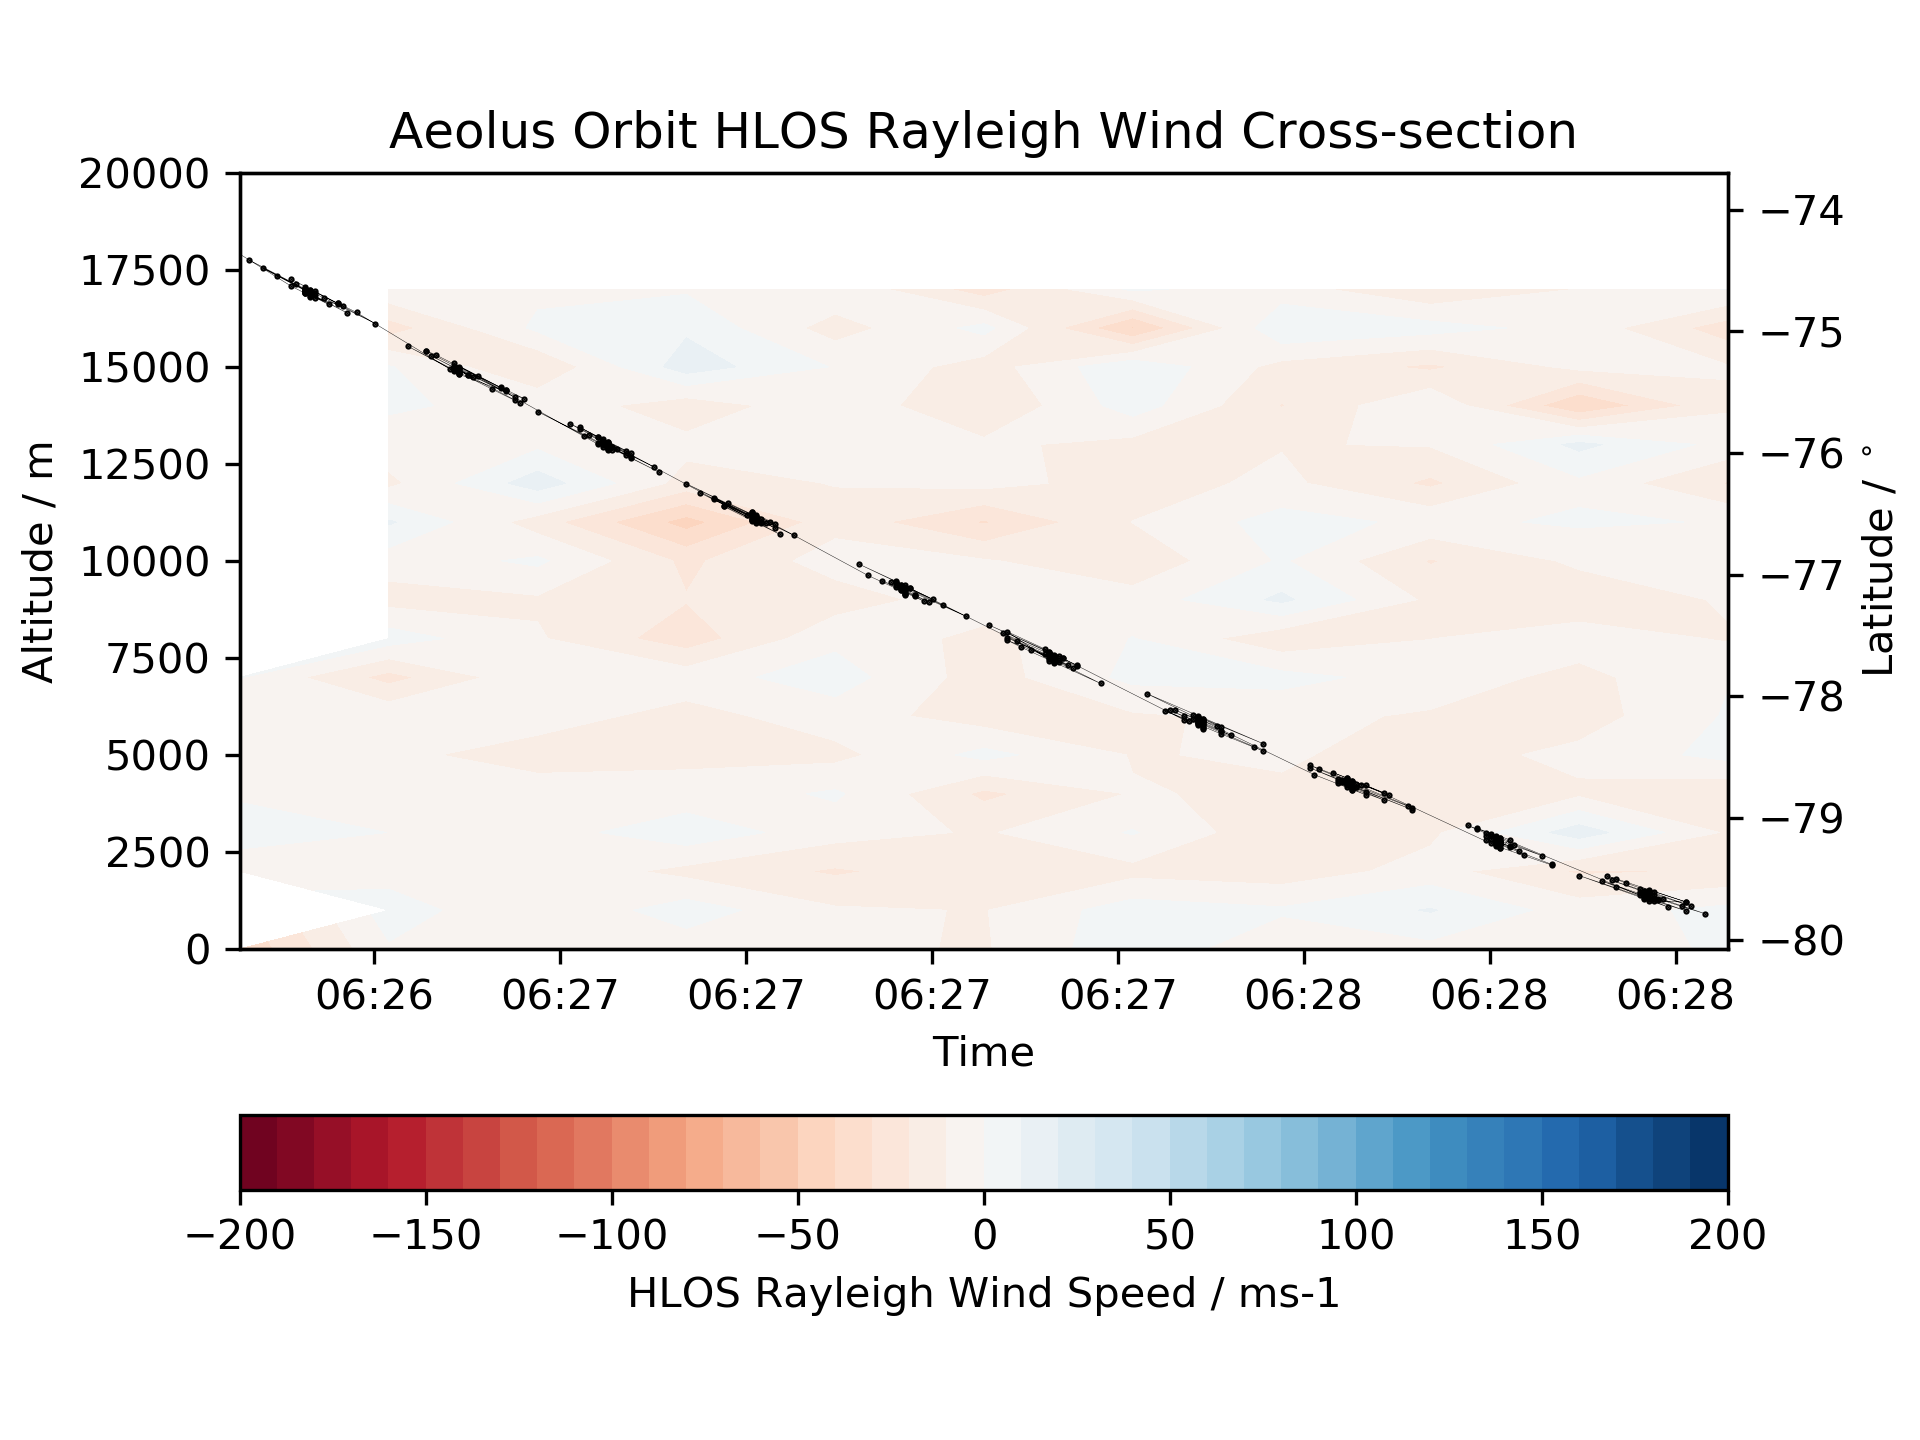 Aeolus Orbit HLOS Rayleigh Wind Cross-section
20000
17500
15000
12500
10000
7500
5000
2500
0
Altitude / m
−74
−75
−76
−77
−78
−79
−80
Latitude / °
06:26 06:27 06:27 06:27 06:27 06:28 06:28 06:28
Time
−200 −150 −100 −50 0 50 100 150 200
HLOS Rayleigh Wind Speed / ms-1